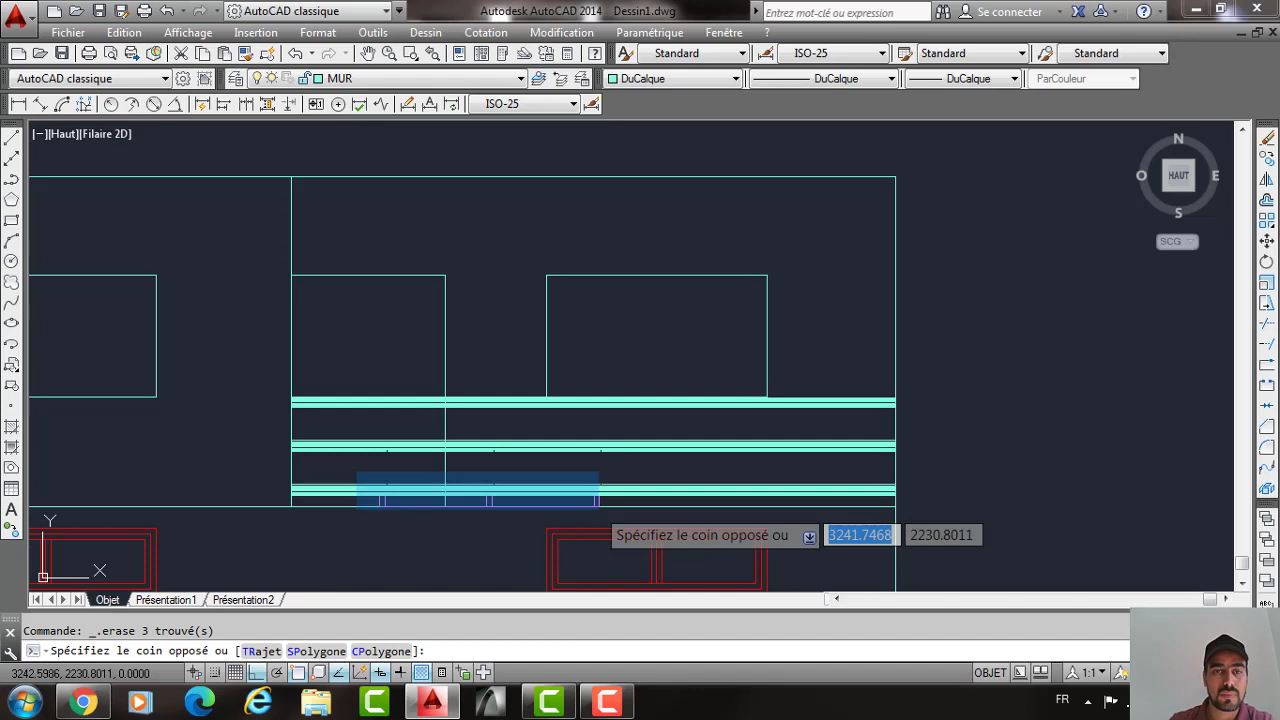 AutoCAD classique
Autodesk AutoCAD 2014 Dessin1.dwg
Entrez mot-clé ou expression
Se connecter
Fichier Edition Affichage Insertion Format Outils Dessin Cotation Modification Paramétrique Fenêtre ?
Standard ISO-25 Standard Standard
AutoCAD classique MUR DuCalque DuCalque DuCalque ParCouleur
ISO-25
[−][Haut][Filaire 2D]
N
O HAUT E
S
SCG
Y
Spécifiez le coin opposé ou 3241.7468 2230.8011
Objet Présentation1 Présentation2
Commande: _.erase 3 trouvé(s)
Spécifiez le coin opposé ou [TRajet SPolygone CPolygone]:
3242.5986, 2230.8011, 0.0000 OBJET 1:1
FR